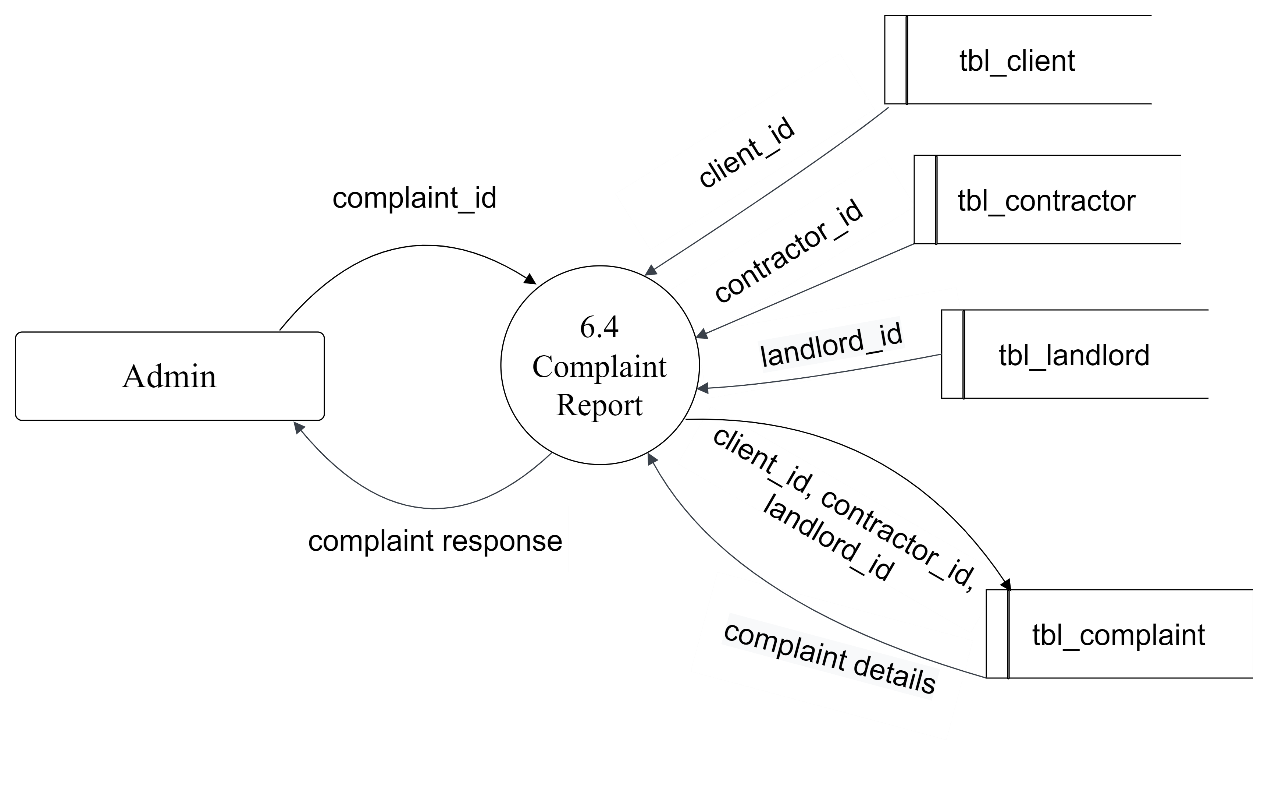 tbl_client
client_id
complaint_id
tbl_contractor
contractor_id
6.4
Complaint
Report
landlord_id
tbl_landlord
Admin
client_id, contractor_id,
landlord_id
complaint response
complaint details
tbl_complaint